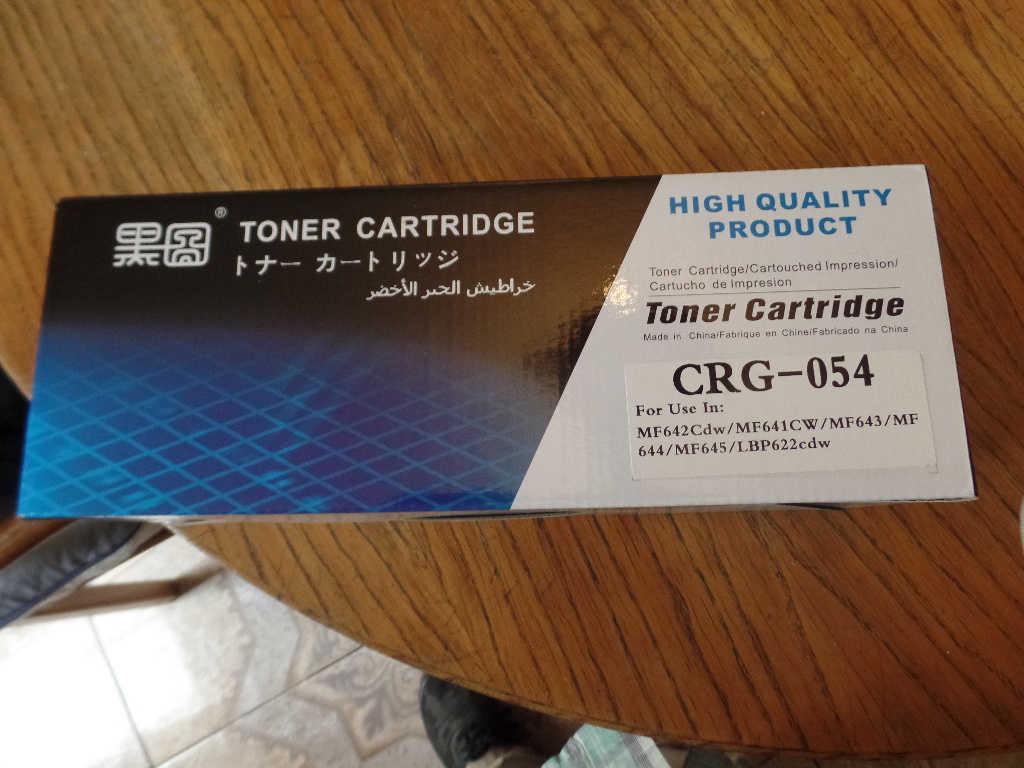 黑圖®
TONER CARTRIDGE
トナー カートリッジ
خراطيش الحبر الأخضر
HIGH QUALITY
PRODUCT
Toner Cartridge/Cartouched Impression/
Cartucho de Impresion
Toner Cartridge
Made in China/Fabrique en Chine/Fabricado na China
CRG-054
For Use In:
MF642Cdw/MF641CW/MF643/MF
644/MF645/LBP622cdw